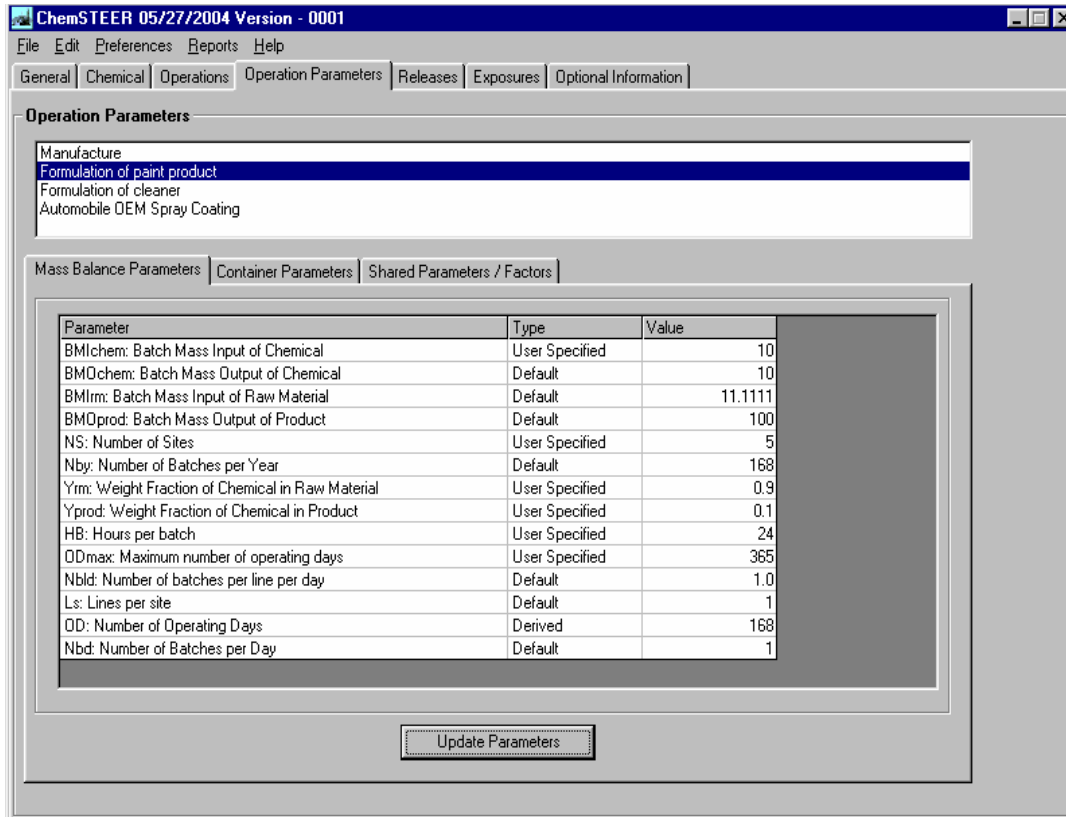 ChemSTEER 05/27/2004 Version - 0001
File Edit Preferences Reports Help
General Chemical Operations Operation Parameters Releases Exposures Optional Information
Operation Parameters
Manufacture
Formulation of paint product
Formulation of cleaner
Automobile OEM Spray Coating
Mass Balance Parameters Container Parameters Shared Parameters / Factors
Parameter Type Value
BMIchem: Batch Mass Input of Chemical User Specified 10
BMOchem: Batch Mass Output of Chemical Default 10
BMIrm: Batch Mass Input of Raw Material Default 11.1111
BMOprod: Batch Mass Output of Product Default 100
NS: Number of Sites User Specified 5
Nby: Number of Batches per Year Default 168
Yrm: Weight Fraction of Chemical in Raw Material User Specified 0.9
Yprod: Weight Fraction of Chemical in Product User Specified 0.1
HB: Hours per batch User Specified 24
ODmax: Maximum number of operating days User Specified 365
Nbld: Number of batches per line per day Default 1.0
Ls: Lines per site Default 1
OD: Number of Operating Days Derived 168
Nbd: Number of Batches per Day Default 1
Update Parameters